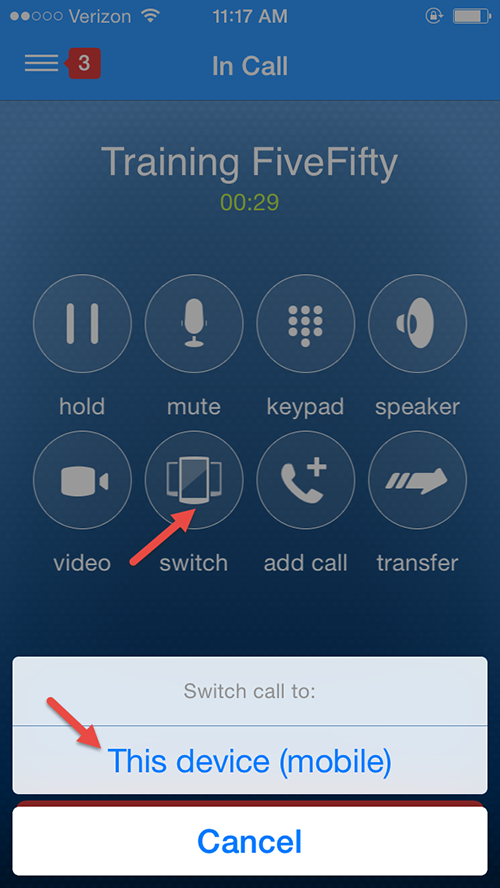 Verizon 11:17 AM
3 In Call
Training FiveFifty
00:29
hold mute keypad speaker
video switch add call transfer
Switch call to:
This device (mobile)
Cancel